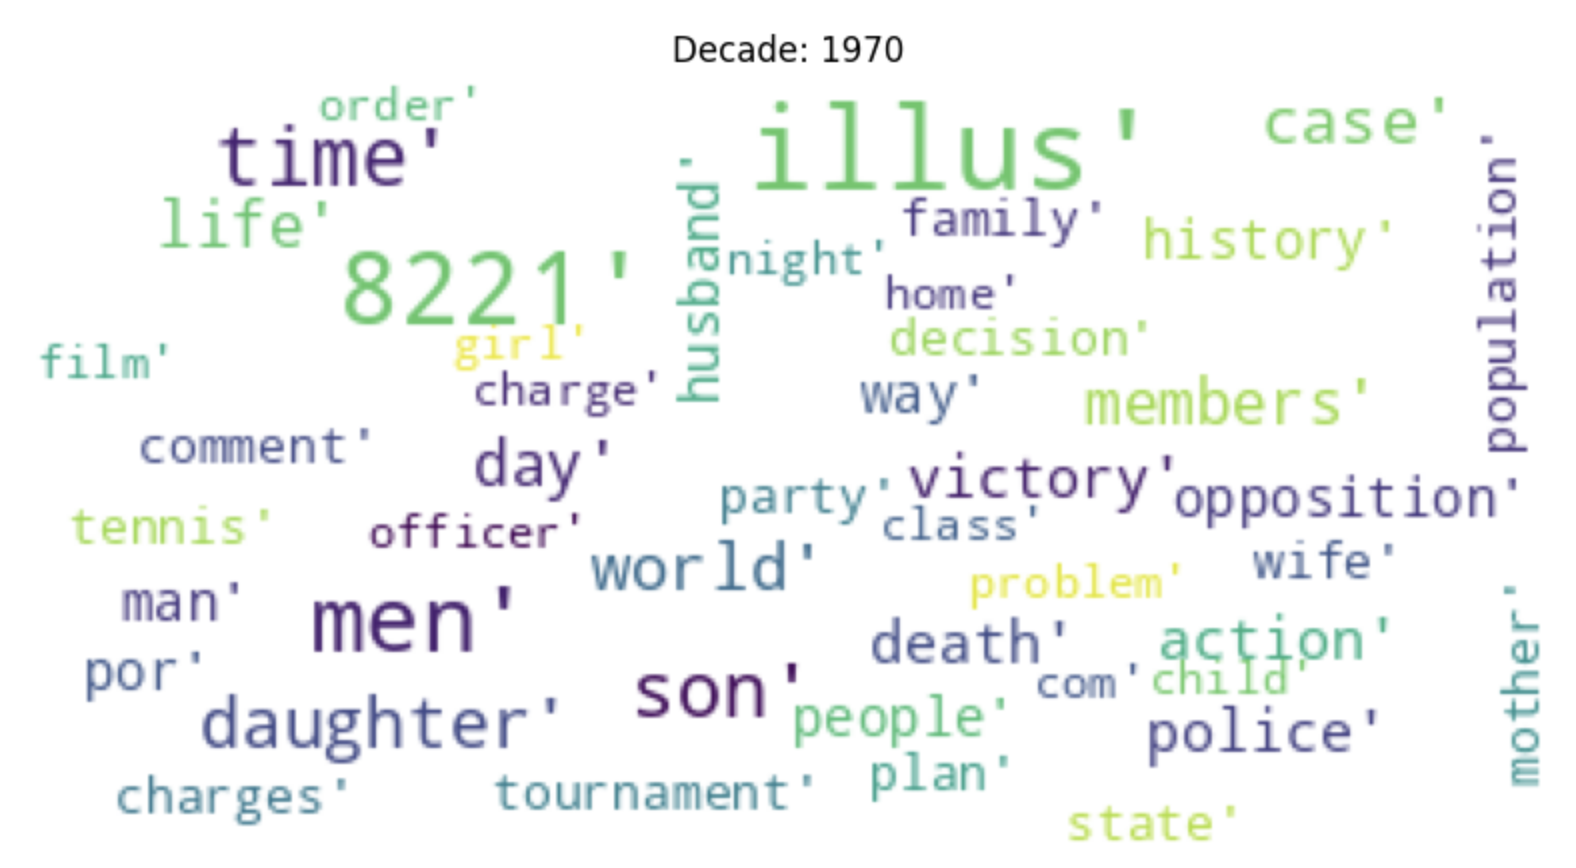 Decade: 1970
order'
time'
illus'
case'
life'
husband'
family'
history'
population'
8221'
night'
home'
girl'
decision'
film'
charge'
way'
members'
comment'
day'
party'
victory'
opposition'
tennis'
officer'
class'
world'
problem'
wife'
man'
men'
death'
action'
mother'
por'
son'
com'
child'
daughter'
people'
police'
charges'
tournament'
plan'
state'